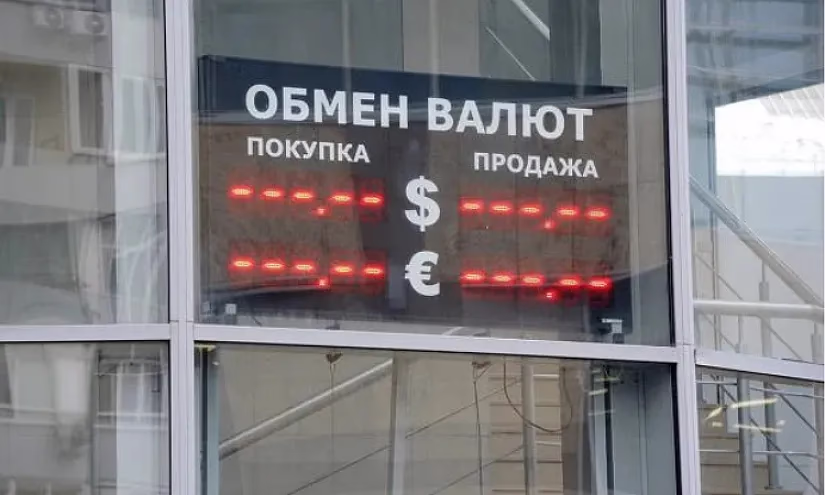 ОБМЕН ВАЛЮТ
ПОКУПКА ПРОДАЖА
---.-- $ ---.--
---.-- € ---.--